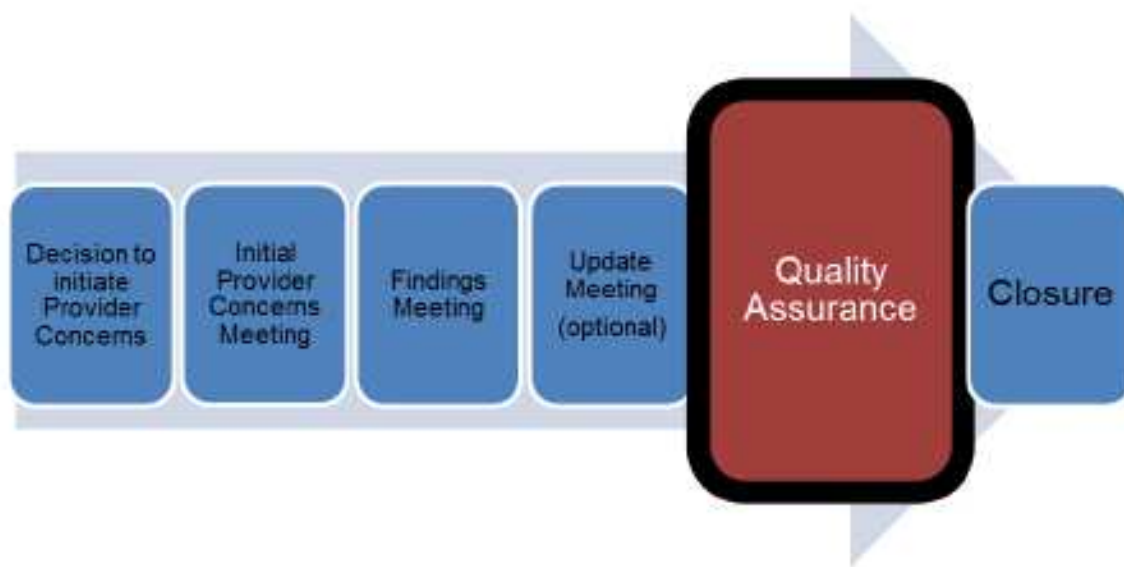 Decision to
initiate
Provider
Concerns
Initial
Provider
Concerns
Meeting
Findings
Meeting
Update
Meeting
(optional)
Quality
Assurance
Closure